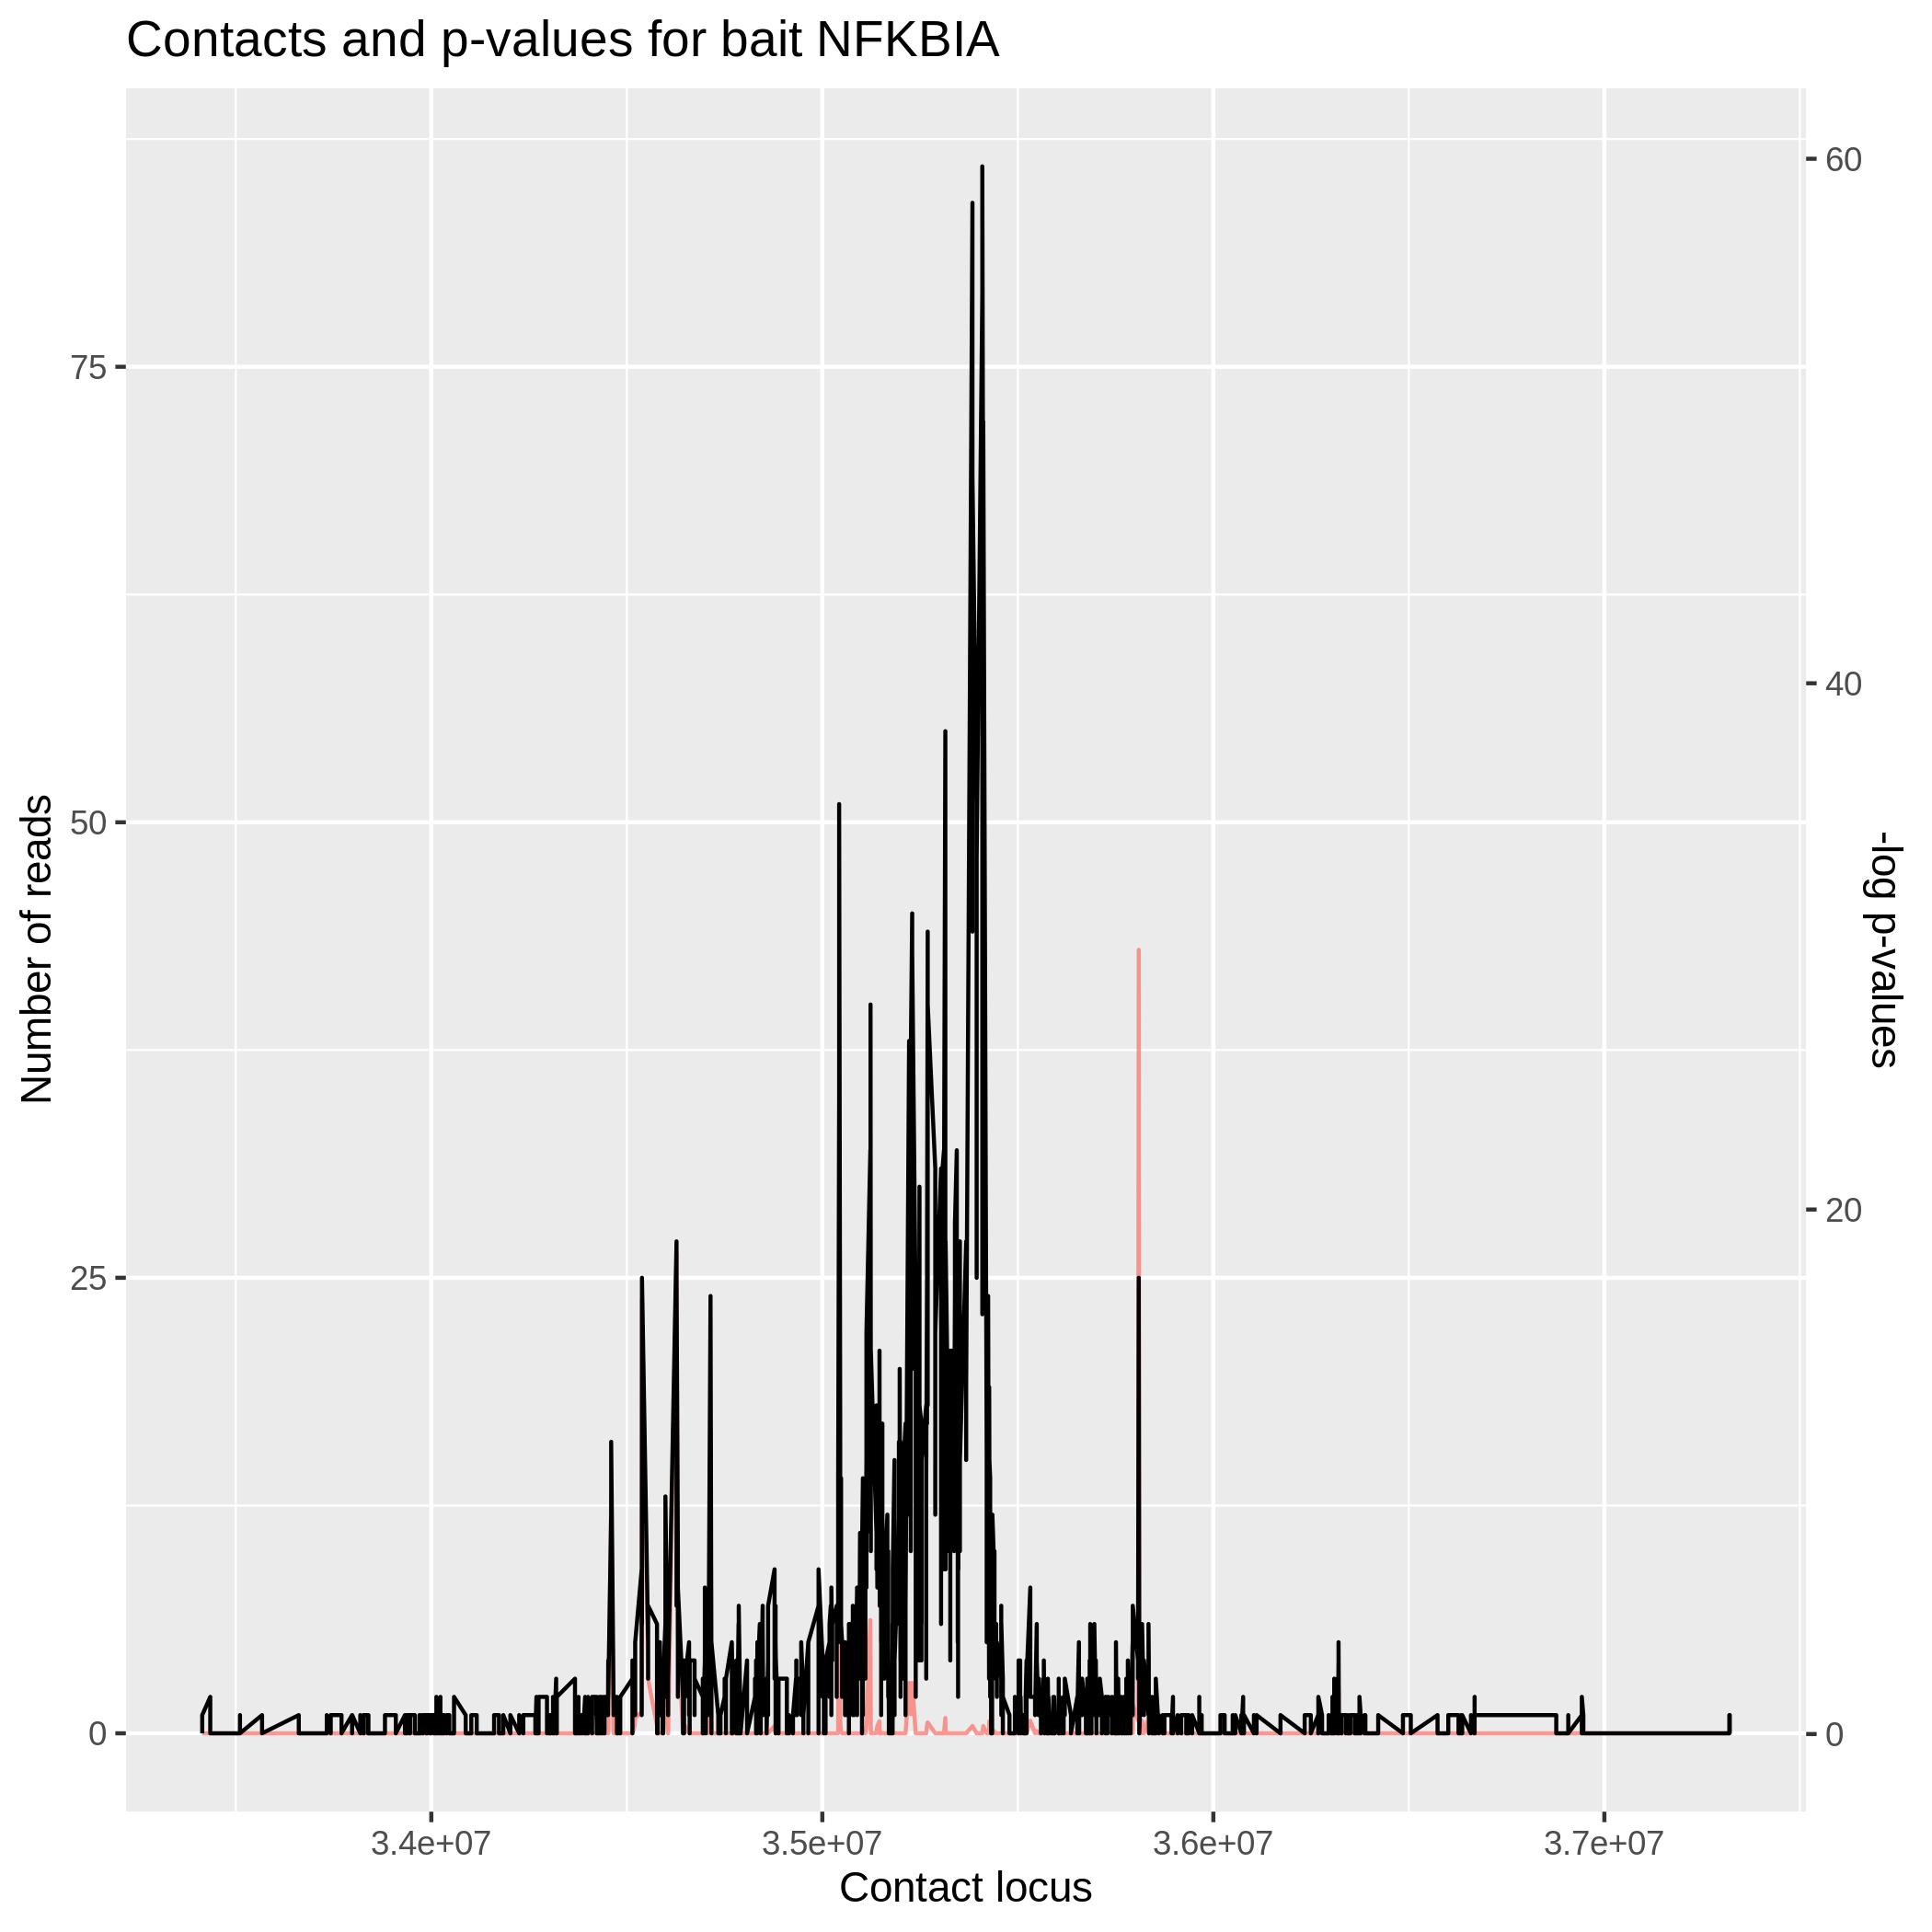 Contacts and p-values for bait NFKBIA
Number of reads
75
50
25
0
60
40
20
0
-log p-values
3.4e+07 3.5e+07 3.6e+07 3.7e+07
Contact locus